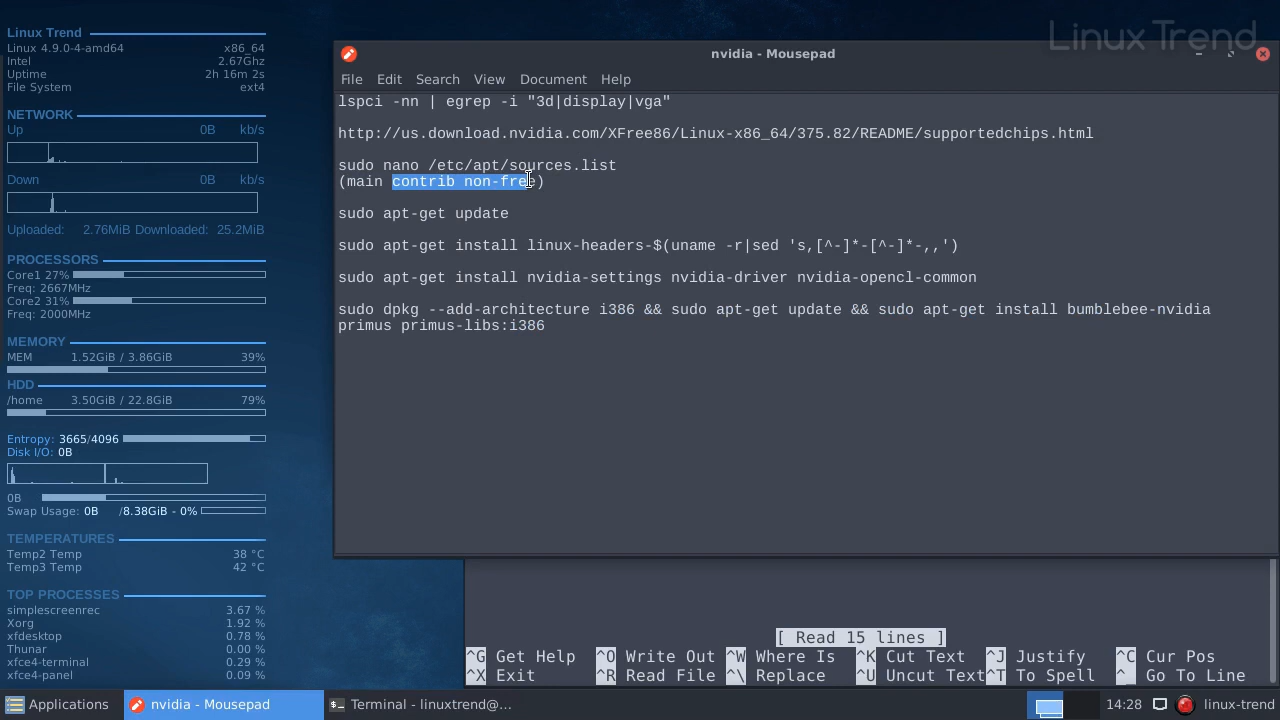 Linux Trend
Linux 4.9.0-4-amd64 x86_64
Intel 2.67Ghz
Uptime 2h 16m 2s
File System ext4
NETWORK
Up 0B kb/s
Down 0B kb/s
Uploaded: 2.76MiB Downloaded: 25.2MiB
PROCESSORS
Core1 27%
Freq: 2667MHz
Core2 31%
Freq: 2000MHz
MEMORY
MEM 1.52GiB / 3.86GiB 39%
HDD
/home 3.50GiB / 22.8GiB 79%
Entropy: 3665/4096
Disk I/O: 0B
0B
Swap Usage: 0B /8.38GiB - 0%
TEMPERATURES
Temp2 Temp 38 °C
Temp3 Temp 42 °C
TOP PROCESSES
simplescreenrec 3.67 %
Xorg 1.92 %
xfdesktop 0.78 %
Thunar 0.00 %
xfce4-terminal 0.29 %
xfce4-panel 0.09 %
Linux Trend
nvidia - Mousepad
File Edit Search View Document Help
lspci -nn | egrep -i "3d|display|vga"
http://us.download.nvidia.com/XFree86/Linux-x86_64/375.82/README/supportedchips.html
sudo nano /etc/apt/sources.list
(main contrib non-free)
sudo apt-get update
sudo apt-get install linux-headers-$(uname -r|sed 's,[^-]*-[^-]*-,,')
sudo apt-get install nvidia-settings nvidia-driver nvidia-opencl-common
sudo dpkg --add-architecture i386 && sudo apt-get update && sudo apt-get install bumblebee-nvidia
primus primus-libs:i386
[ Read 15 lines ]
^G Get Help ^O Write Out ^W Where Is ^K Cut Text ^J Justify ^C Cur Pos
^X Exit ^R Read File ^\ Replace ^U Uncut Text ^T To Spell ^_ Go To Line
Applications nvidia - Mousepad Terminal - linuxtrend@... 14:28 linux-trend